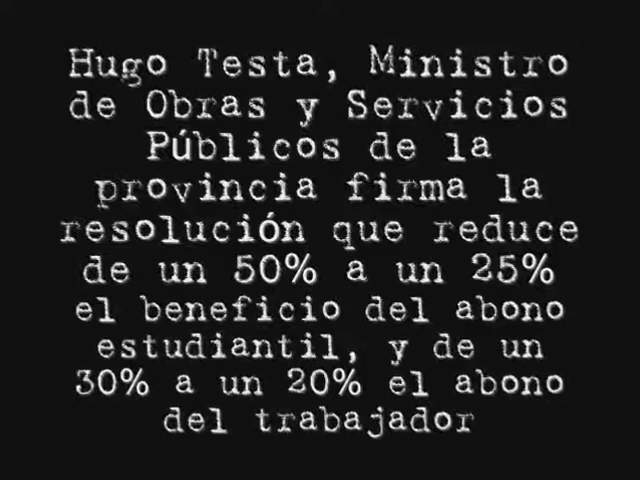 Hugo Testa, Ministro
de Obras y Servicios
Públicos de la
provincia firma la
resolución que reduce
de un 50% a un 25%
el beneficio del abono
estudiantil, y de un
30% a un 20% el abono
del trabajador